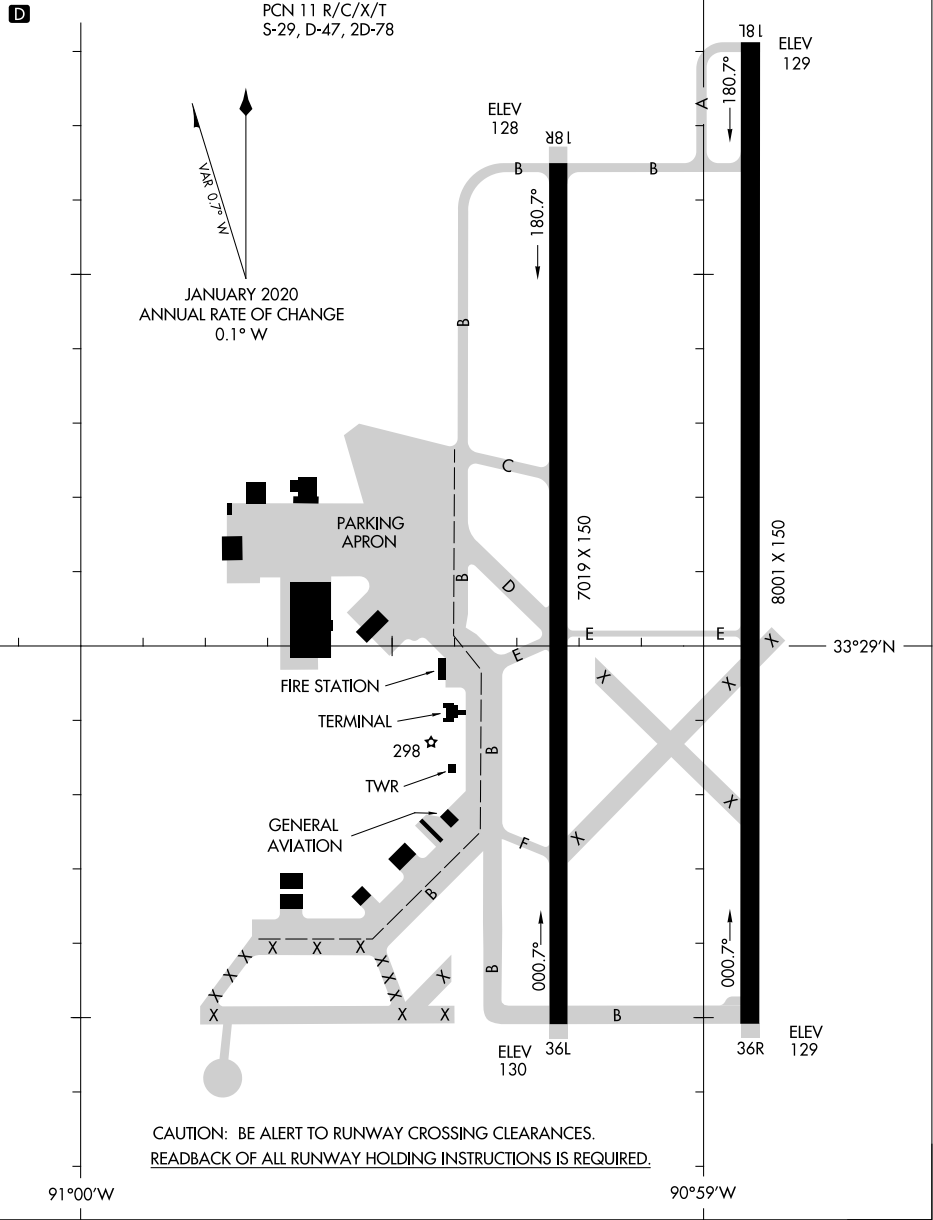 D
PCN 11 R/C/X/T
S-29, D-47, 2D-78
18L
ELEV
129
180.7°
A
ELEV
128
18R
B
B
VAR 0.7° W
180.7°
JANUARY 2020
ANNUAL RATE OF CHANGE
0.1° W
B
C
PARKING
APRON
7019 X 150
8001 X 150
B
D
E
E
X
33°29'N
E
FIRE STATION
X
X
TERMINAL
298
B
TWR
X
GENERAL
AVIATION
F
X
B
X
X
X
X
X
X
X
X
X
X
B
000.7°
000.7°
X
X
X
X
B
ELEV
130
36L
36R
ELEV
129
CAUTION: BE ALERT TO RUNWAY CROSSING CLEARANCES.
READBACK OF ALL RUNWAY HOLDING INSTRUCTIONS IS REQUIRED.
91°00'W
90°59'W